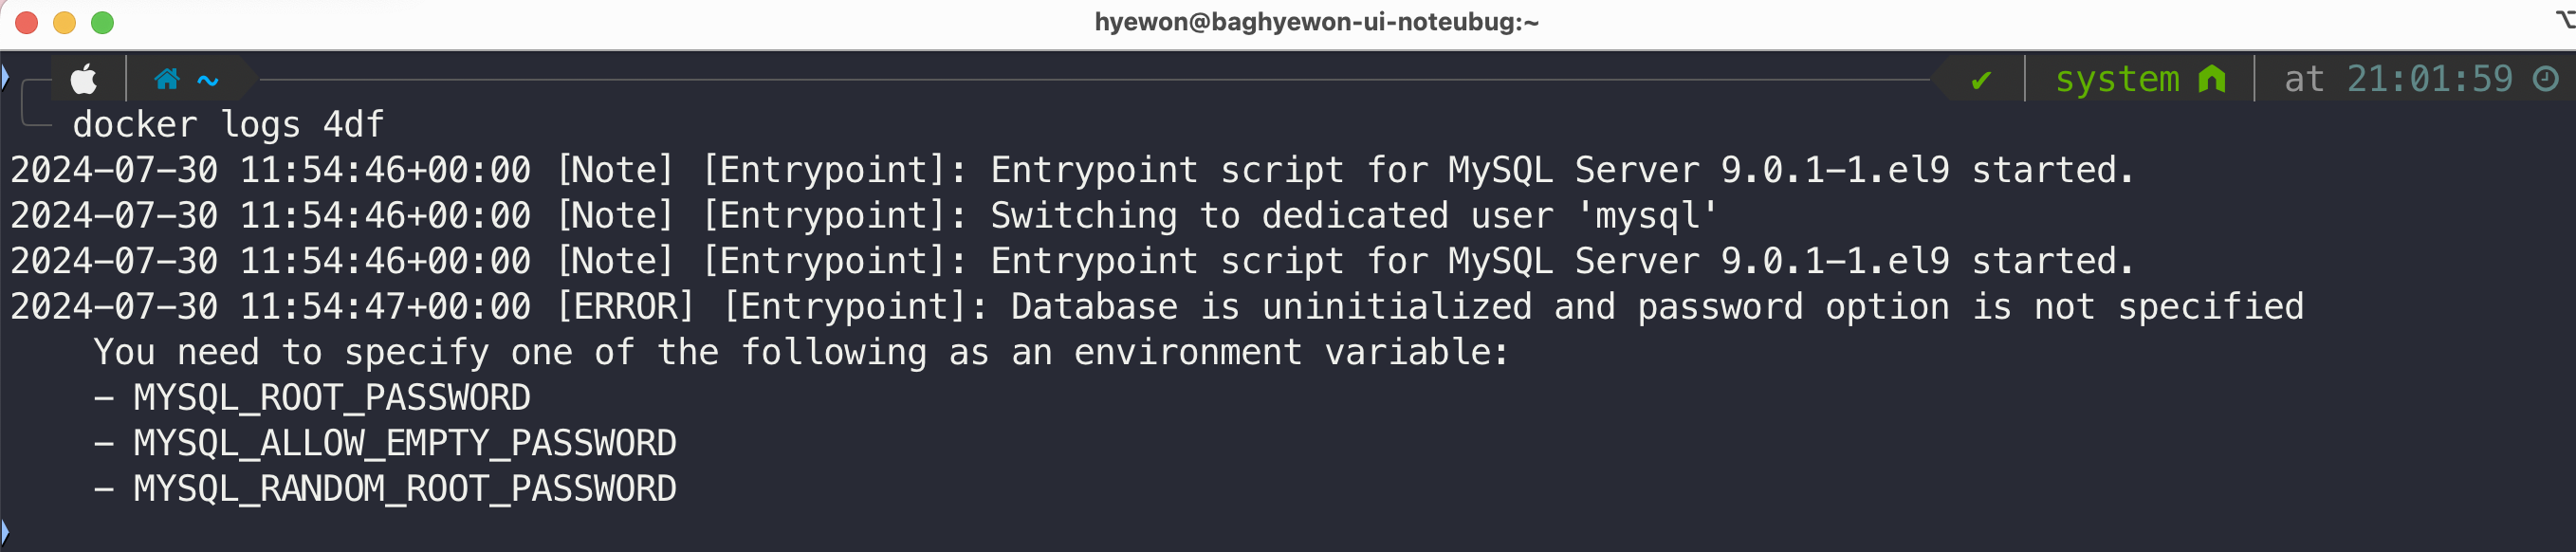 hyewon@baghyewon-ui-noteubug:~
~ ✔ system at 21:01:59
docker logs 4df
2024-07-30 11:54:46+00:00 [Note] [Entrypoint]: Entrypoint script for MySQL Server 9.0.1-1.el9 started.
2024-07-30 11:54:46+00:00 [Note] [Entrypoint]: Switching to dedicated user 'mysql'
2024-07-30 11:54:46+00:00 [Note] [Entrypoint]: Entrypoint script for MySQL Server 9.0.1-1.el9 started.
2024-07-30 11:54:47+00:00 [ERROR] [Entrypoint]: Database is uninitialized and password option is not specified
You need to specify one of the following as an environment variable:
- MYSQL_ROOT_PASSWORD
- MYSQL_ALLOW_EMPTY_PASSWORD
- MYSQL_RANDOM_ROOT_PASSWORD